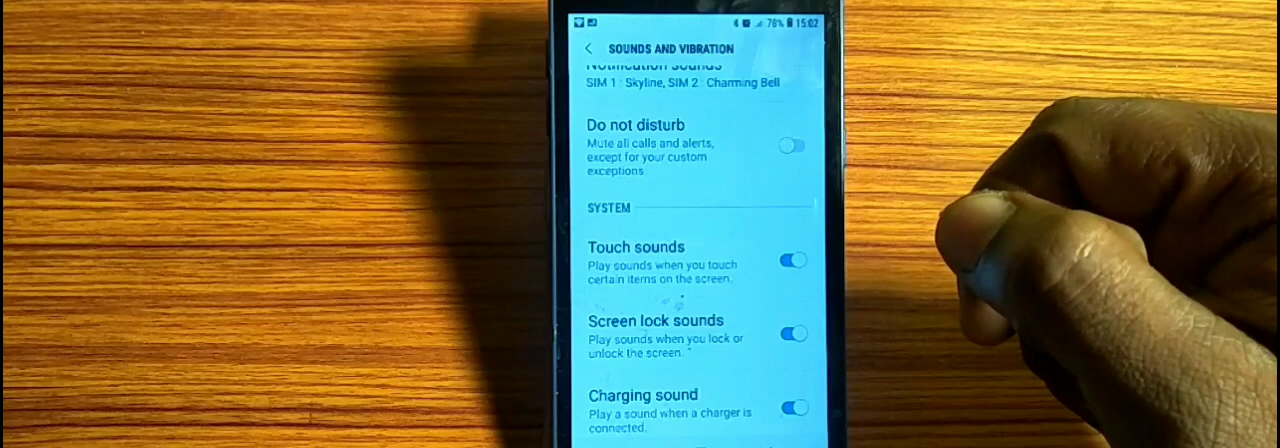 78% 15:02
SOUNDS AND VIBRATION
Notification sounds
SIM 1 : Skyline, SIM 2 : Charming Bell
Do not disturb
Mute all calls and alerts,
except for your custom
exceptions
SYSTEM
Touch sounds
Play sounds when you touch
certain items on the screen.
Screen lock sounds
Play sounds when you lock or
unlock the screen.
Charging sound
Play a sound when a charger is
connected.